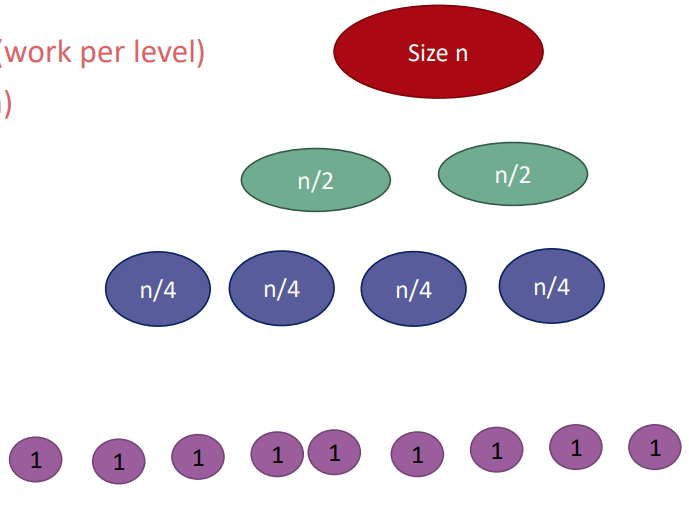 (work per level)
)
Size n
n/2 n/2
n/4 n/4 n/4 n/4
1 1 1 1 1 1 1 1 1